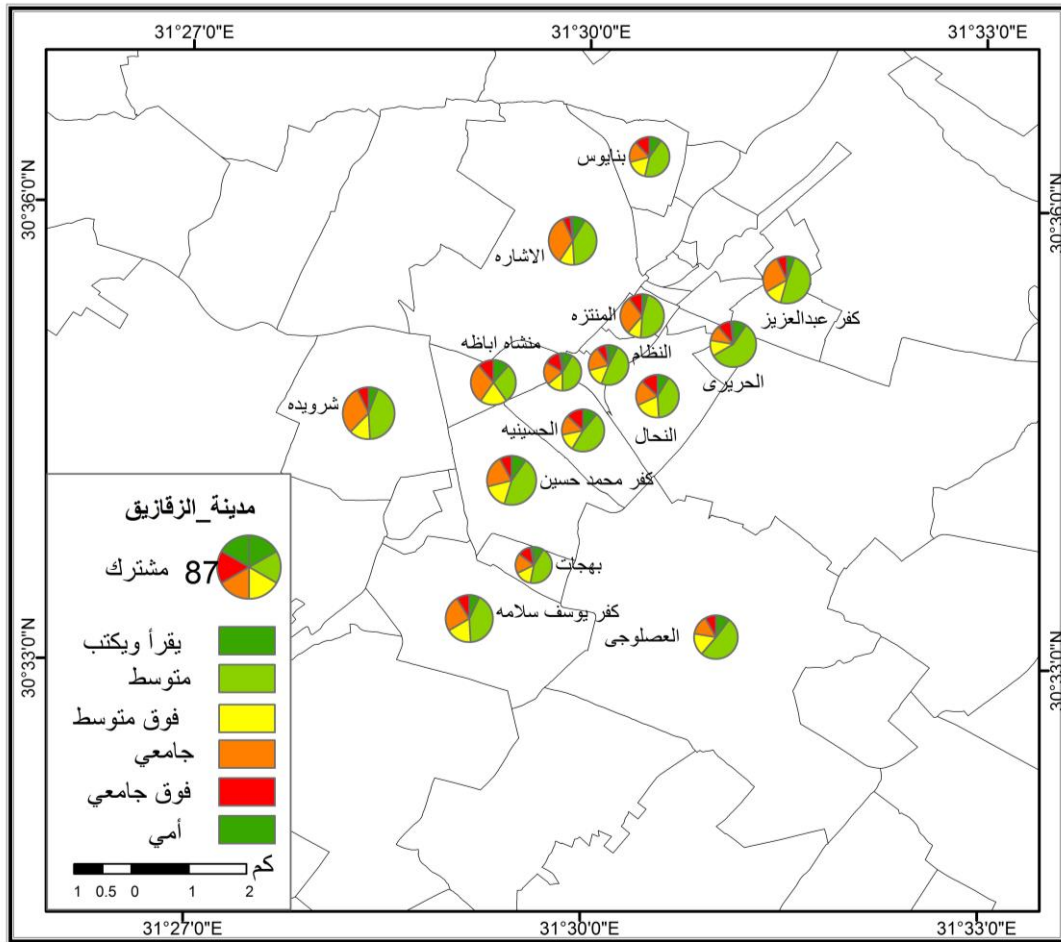 31°27'0"E
31°30'0"E
31°33'0"E
30°36'0"N
30°36'0"N
بنايوس
الاشاره
كفر عبدالعزيز
المنتزه
منشاه اباظه
النظام
الحريرى
شرويده
النحال
الحسينيه
كفر محمد حسين
بهجات
كفر يوسف سلامه
العصلوجى
مدينة_الزقازيق
87 مشترك
يقرأ ويكتب
متوسط
فوق متوسط
جامعي
فوق جامعي
أمي
كم
1 0.5 0 1 2
30°33'0"N
30°33'0"N
31°27'0"E
31°30'0"E
31°33'0"E